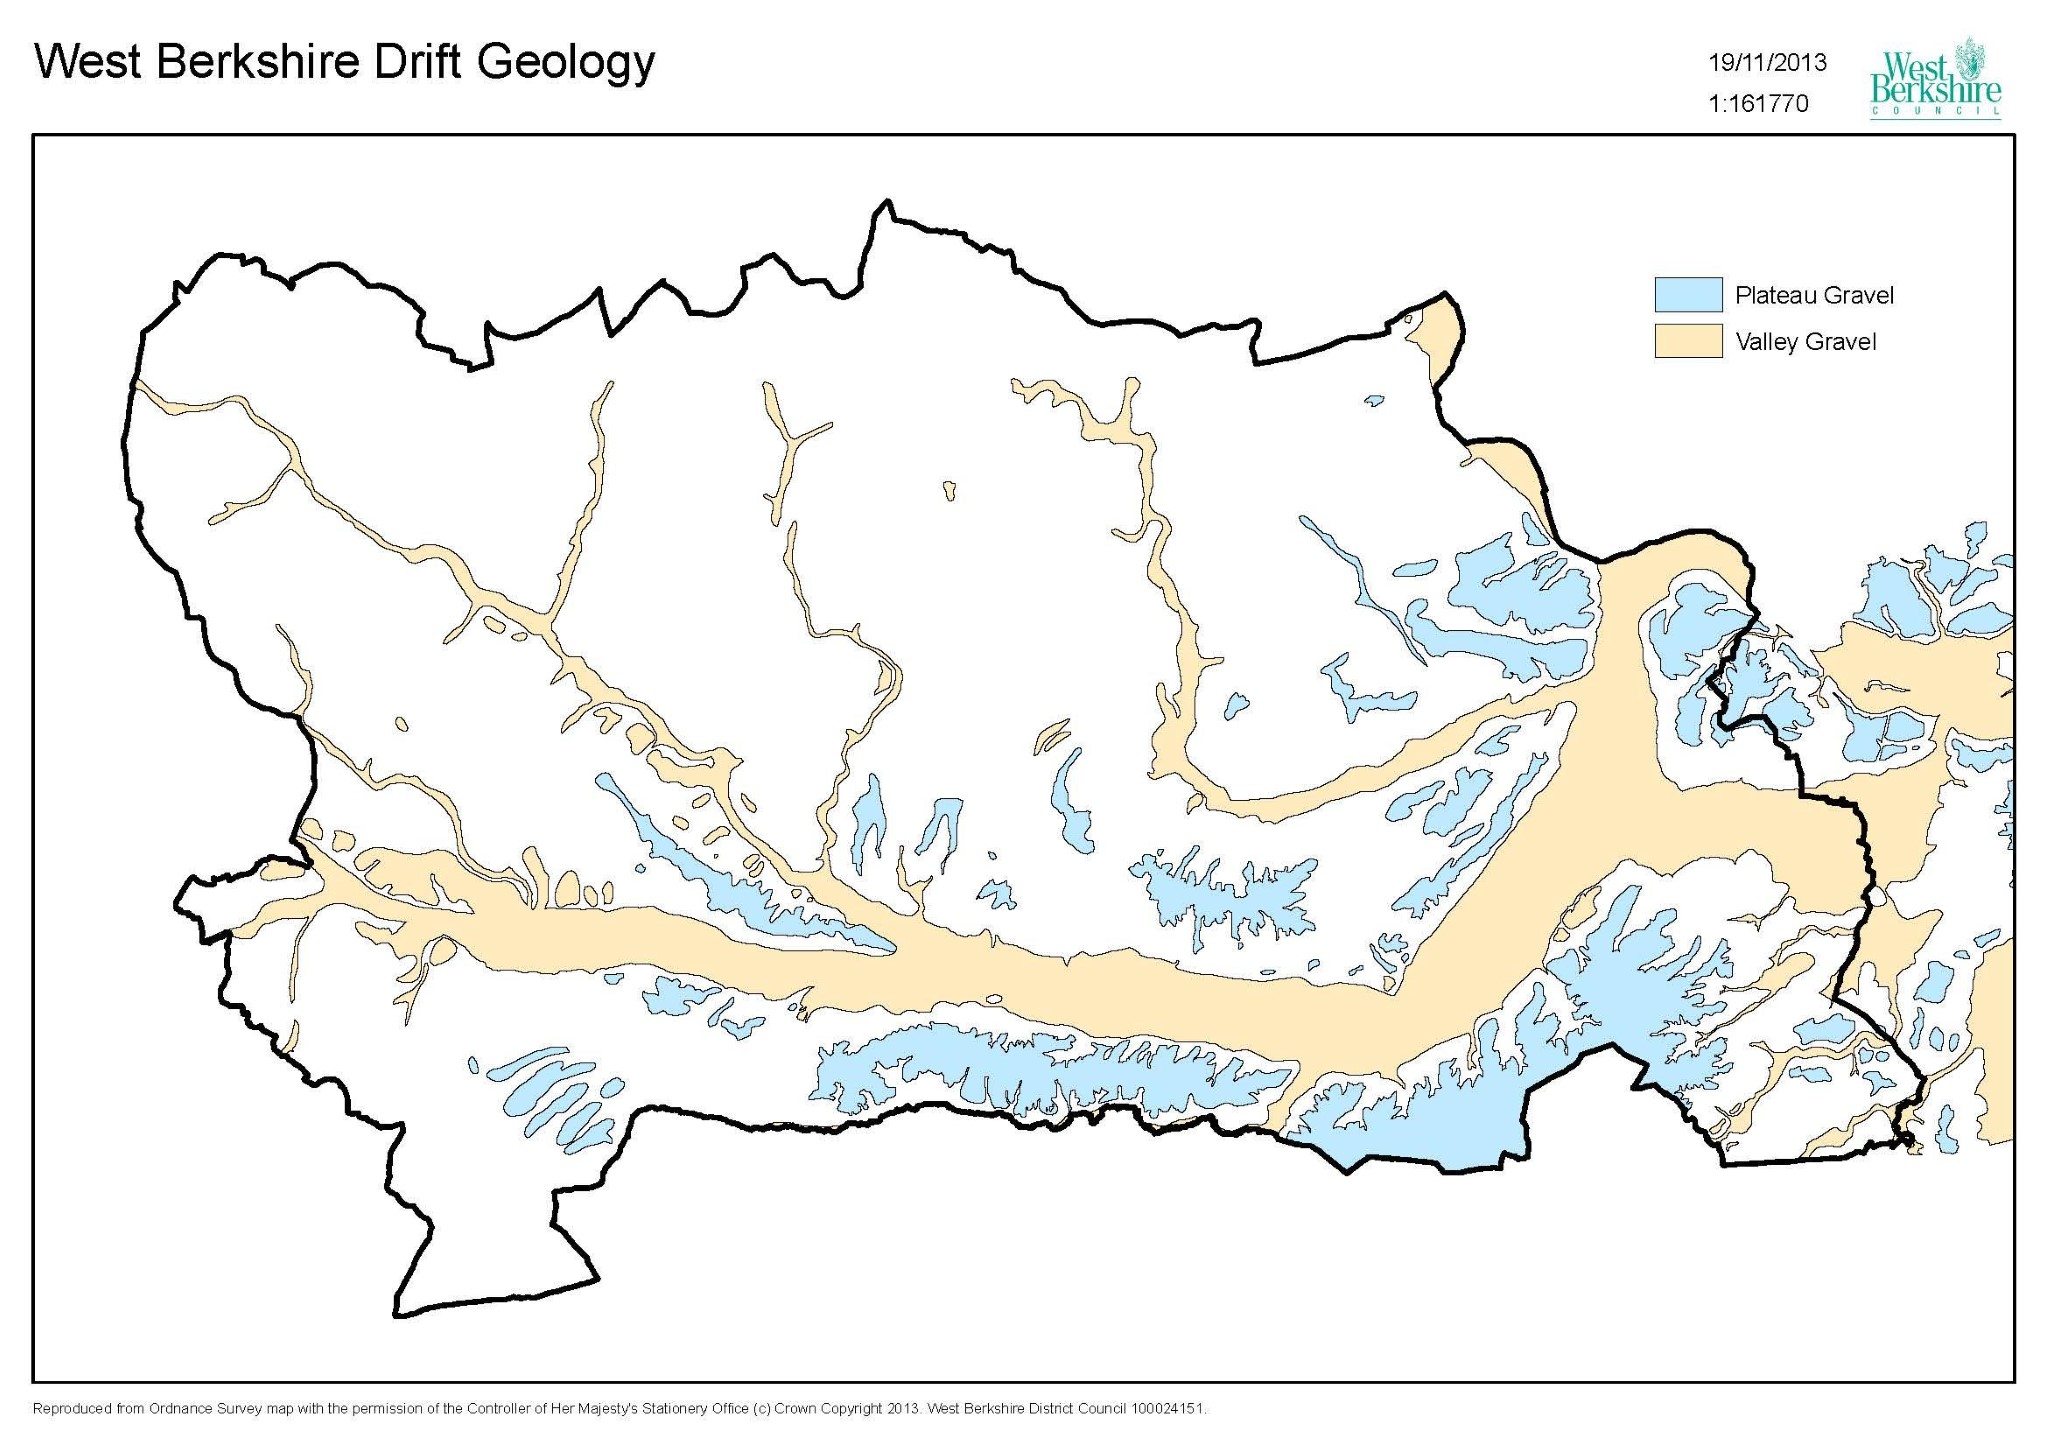 West Berkshire Drift Geology
19/11/2013
1:161770
West
Berkshire
COUNCIL
Plateau Gravel
Valley Gravel
Reproduced from Ordnance Survey map with the permission of the Controller of Her Majesty's Stationery Office (c) Crown Copyright 2013. West Berkshire District Council 100024151.